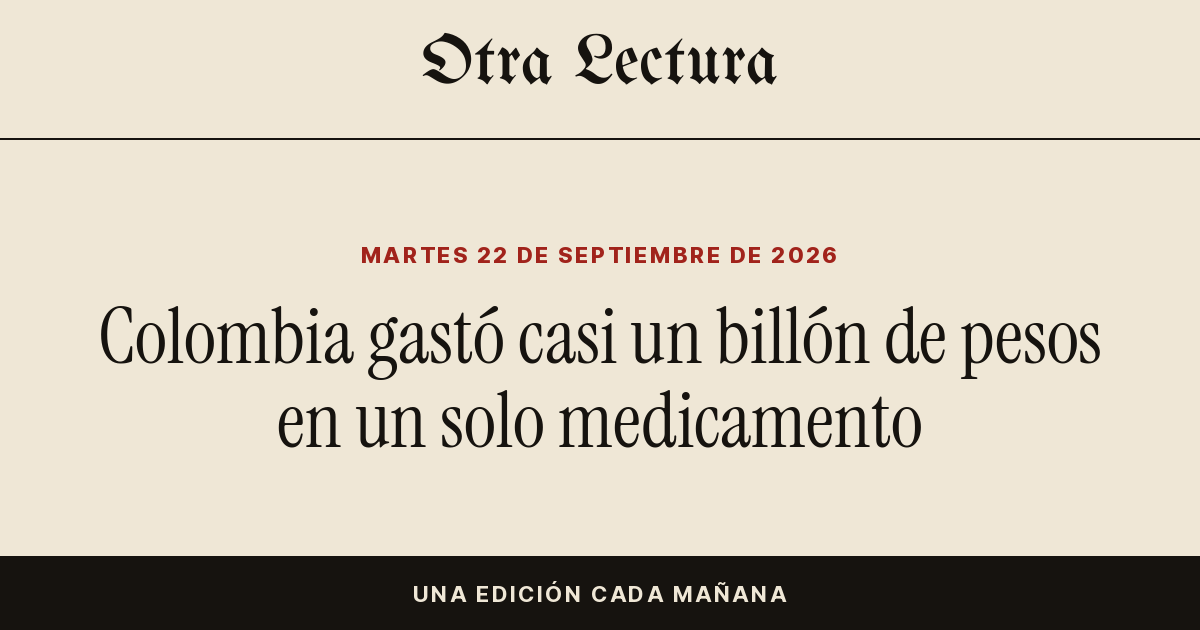 Otra Lectura
MARTES 22 DE SEPTIEMBRE DE 2026
Colombia gastó casi un billón de pesos
en un solo medicamento
UNA EDICIÓN CADA MAÑANA